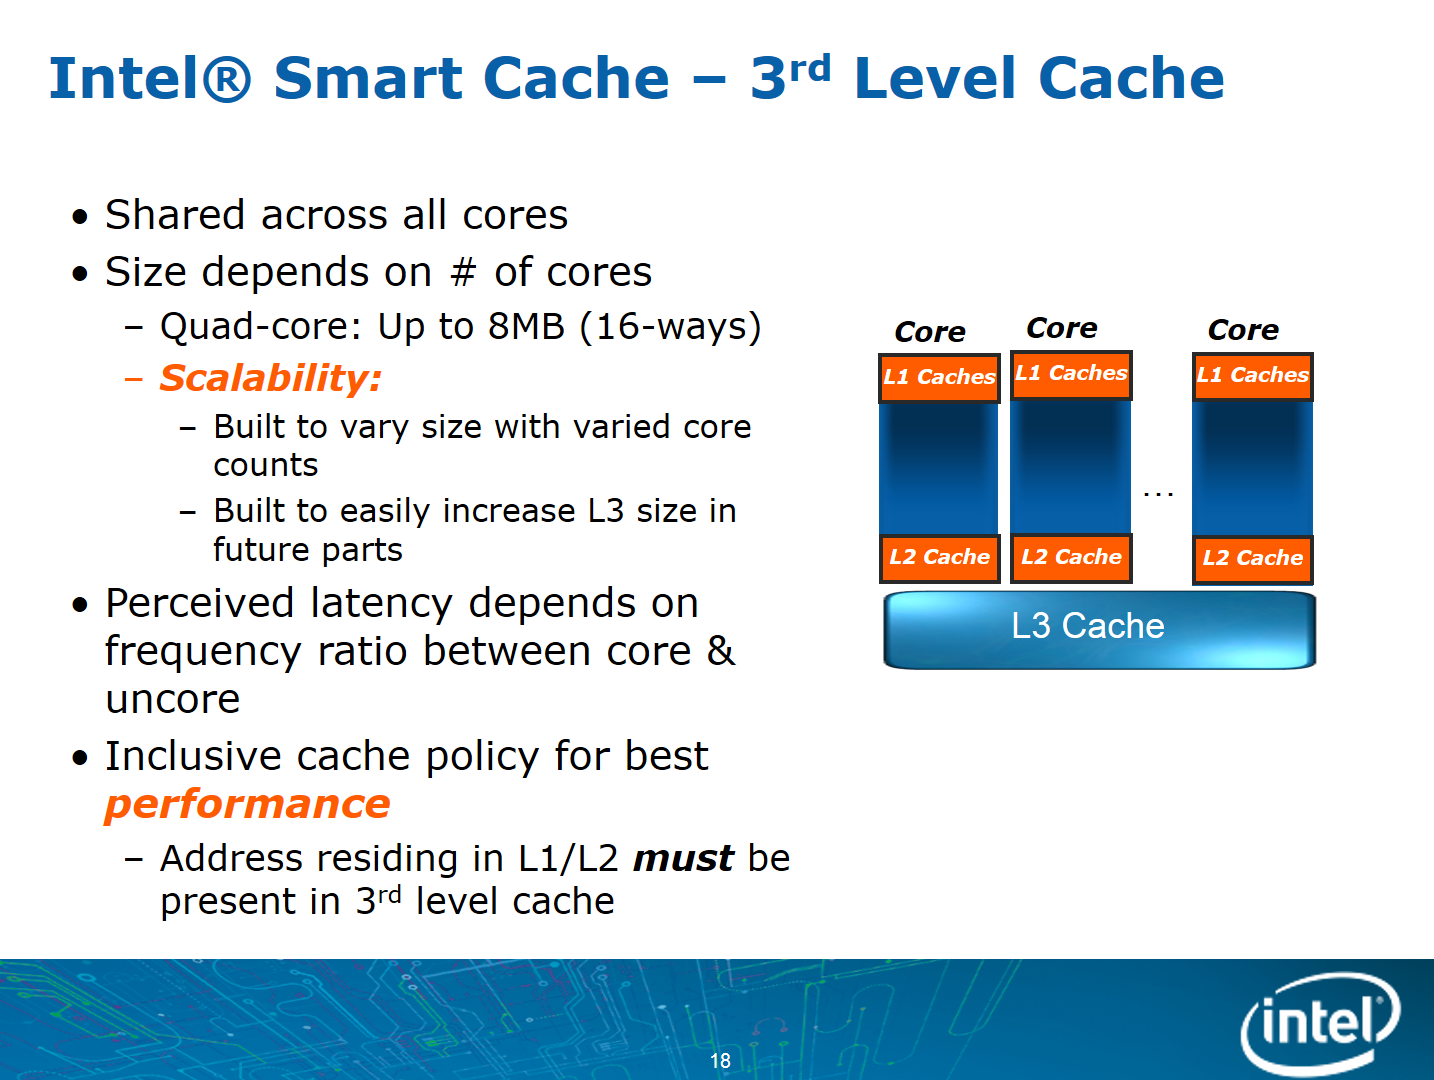 Intel® Smart Cache – 3rd Level Cache
• Shared across all cores
• Size depends on # of cores
– Quad-core: Up to 8MB (16-ways)
– Scalability:
– Built to vary size with varied core
counts
– Built to easily increase L3 size in
future parts
• Perceived latency depends on
frequency ratio between core &
uncore
• Inclusive cache policy for best
performance
– Address residing in L1/L2 must be
present in 3rd level cache
Core Core Core
L1 Caches L1 Caches L1 Caches
...
L2 Cache L2 Cache L2 Cache
L3 Cache
18
intel®